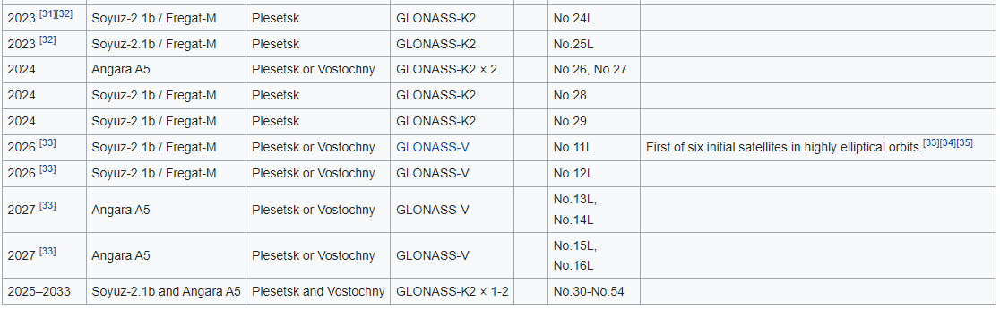 2023 [31][32] Soyuz-2.1b / Fregat-M Plesetsk GLONASS-K2 No.24L
2023 [32] Soyuz-2.1b / Fregat-M Plesetsk GLONASS-K2 No.25L
2024 Angara A5 Plesetsk or Vostochny GLONASS-K2 × 2 No.26, No.27
2024 Soyuz-2.1b / Fregat-M Plesetsk GLONASS-K2 No.28
2024 Soyuz-2.1b / Fregat-M Plesetsk GLONASS-K2 No.29
2026 [33] Soyuz-2.1b / Fregat-M Plesetsk or Vostochny GLONASS-V No.11L First of six initial satellites in highly elliptical orbits.[33][34][35]
2026 [33] Soyuz-2.1b / Fregat-M Plesetsk or Vostochny GLONASS-V No.12L
2027 [33] Angara A5 Plesetsk or Vostochny GLONASS-V No.13L,
No.14L
2027 [33] Angara A5 Plesetsk or Vostochny GLONASS-V No.15L,
No.16L
2025–2033 Soyuz-2.1b and Angara A5 Plesetsk and Vostochny GLONASS-K2 × 1-2 No.30-No.54